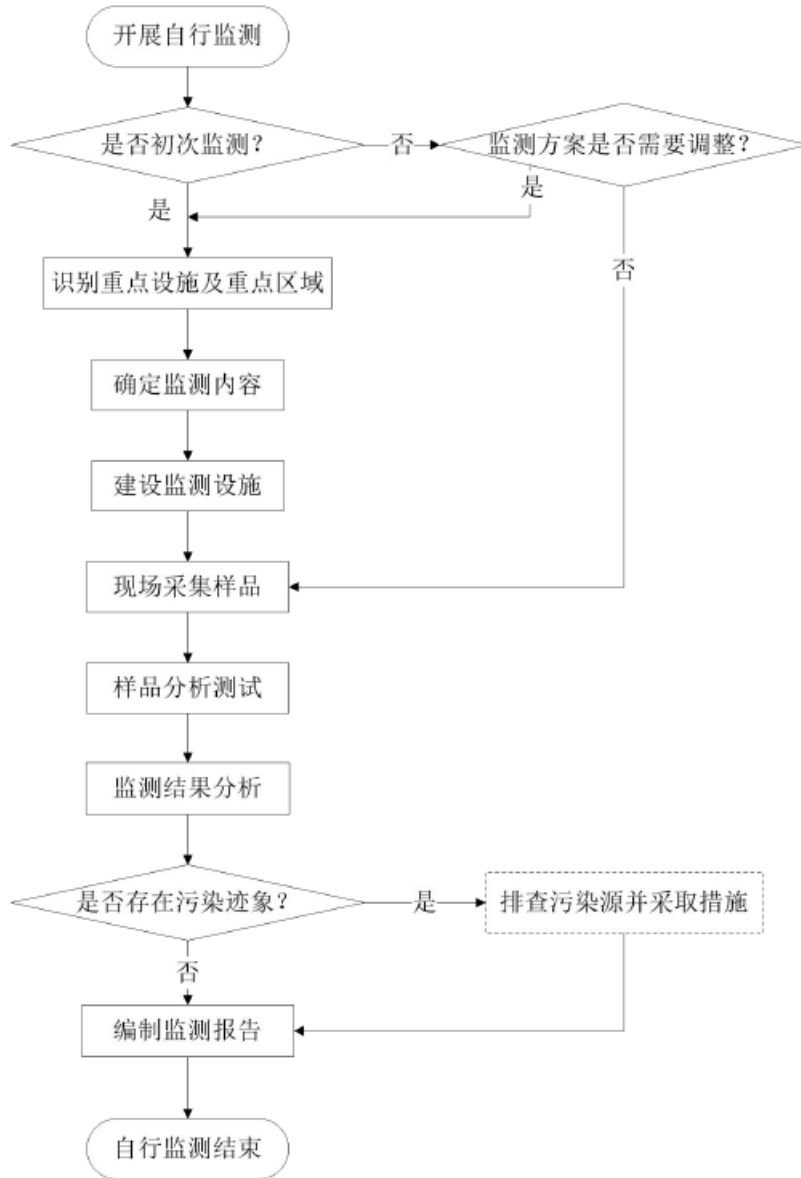 开展自行监测
是否初次监测？
否
监测方案是否需要调整？
是
是
否
识别重点设施及重点区域
确定监测内容
建设监测设施
现场采集样品
样品分析测试
监测结果分析
是否存在污染迹象？
是
排查污染源并采取措施
否
编制监测报告
自行监测结束